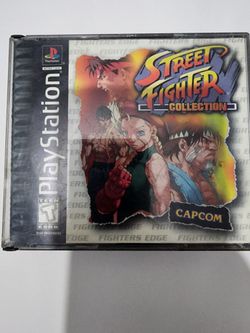 STREET
FIGHTER
COLLECTION
PlayStation
TEEN
CAPCOM
FIGHTERS EDGE